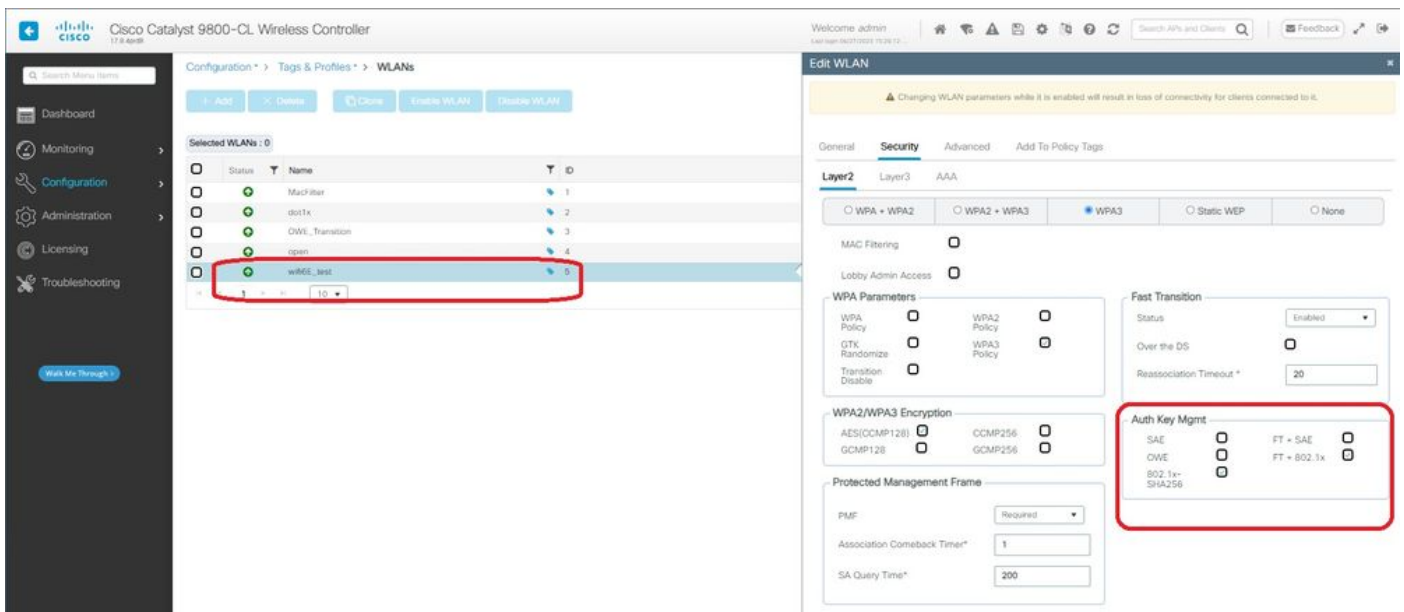 CISCO
Cisco Catalyst 9800-CL Wireless Controller
Welcome admin
Search APs and Clients
Feedback
Search Menu Items
Dashboard
Monitoring
Configuration
Administration
Licensing
Troubleshooting
Walk Me Through >
Configuration > Tags & Profiles > WLANs
+ Add × Delete Clone Enable WLAN Disable WLAN
Selected WLANs : 0
Status Name ID
MacFilter 1
dot1x 2
OWE_Transition 3
open 4
wifi6E_test 5
1 10
Edit WLAN
Changing WLAN parameters while it is enabled will result in loss of connectivity for clients connected to it.
General Security Advanced Add To Policy Tags
Layer2 Layer3 AAA
WPA + WPA2 WPA2 + WPA3 WPA3 Static WEP None
MAC Filtering
Lobby Admin Access
WPA Parameters
WPA Policy
WPA2 Policy
GTK Randomize
WPA3 Policy
Transition Disable
Fast Transition
Status Enabled
Over the DS
Reassociation Timeout * 20
WPA2/WPA3 Encryption
AES(CCMP128) CCMP256
GCMP128 GCMP256
Auth Key Mgmt
SAE FT + SAE
OWE FT + 802.1x
802.1x-SHA256
Protected Management Frame
PMF Required
Association Comeback Timer* 1
SA Query Time* 200